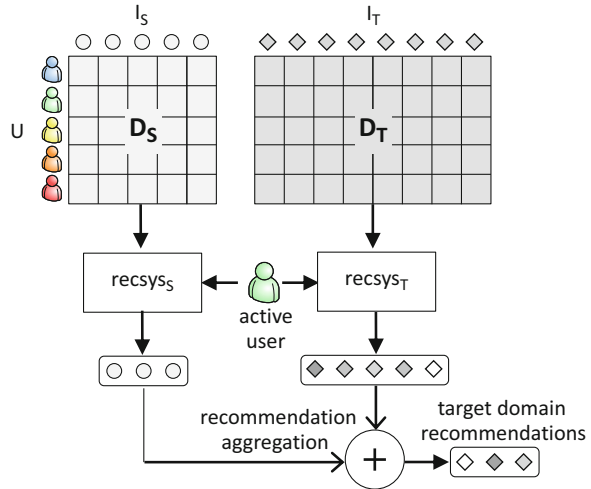 I_S I_T
U
D_S D_T
recsys_S recsys_T
active
user
recommendation
aggregation
target domain
recommendations
+